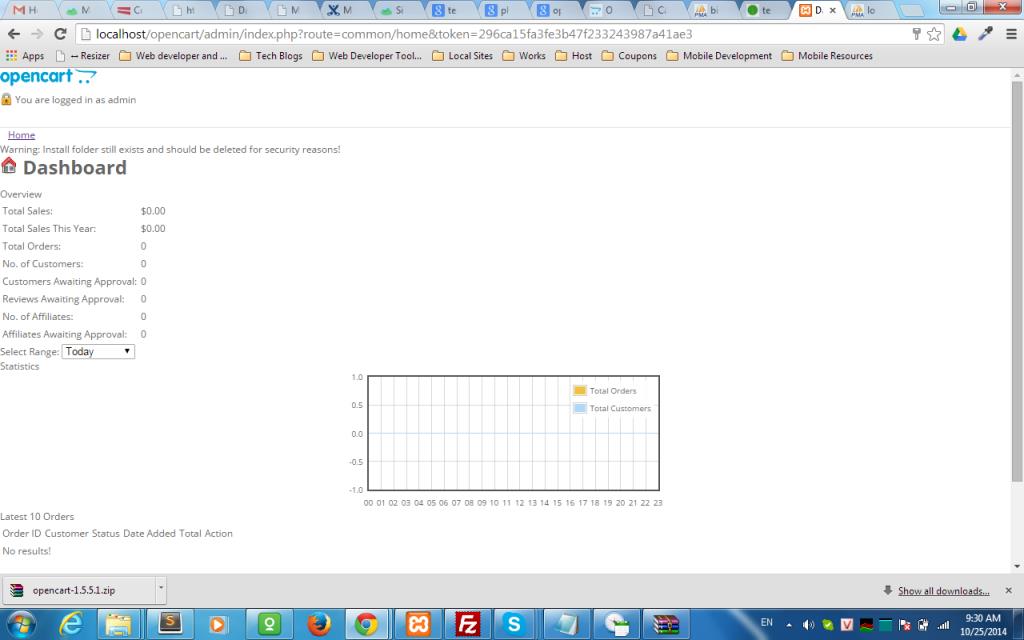 H
M
C
ht
D
M
M
Si
te
pl
op
O
C
bi
te
D
lo
localhost/opencart/admin/index.php?route=common/home&token=296ca15fa3fe3b47f233243987a41ae3
Apps
↔ Resizer
Web developer and ...
Tech Blogs
Web Developer Tool...
Local Sites
Works
Host
Coupons
Mobile Development
Mobile Resources
opencart
You are logged in as admin
Home
Warning: Install folder still exists and should be deleted for security reasons!
Dashboard
Overview
Total Sales: $0.00
Total Sales This Year: $0.00
Total Orders: 0
No. of Customers: 0
Customers Awaiting Approval: 0
Reviews Awaiting Approval: 0
No. of Affiliates: 0
Affiliates Awaiting Approval: 0
Select Range: Today
Statistics
1.0
0.5
0.0
-0.5
-1.0
Total Orders
Total Customers
00 01 02 03 04 05 06 07 08 09 10 11 12 13 14 15 16 17 18 19 20 21 22 23
Latest 10 Orders
Order ID Customer Status Date Added Total Action
No results!
opencart-1.5.5.1.zip
Show all downloads...
EN
9:30 AM
10/25/2014